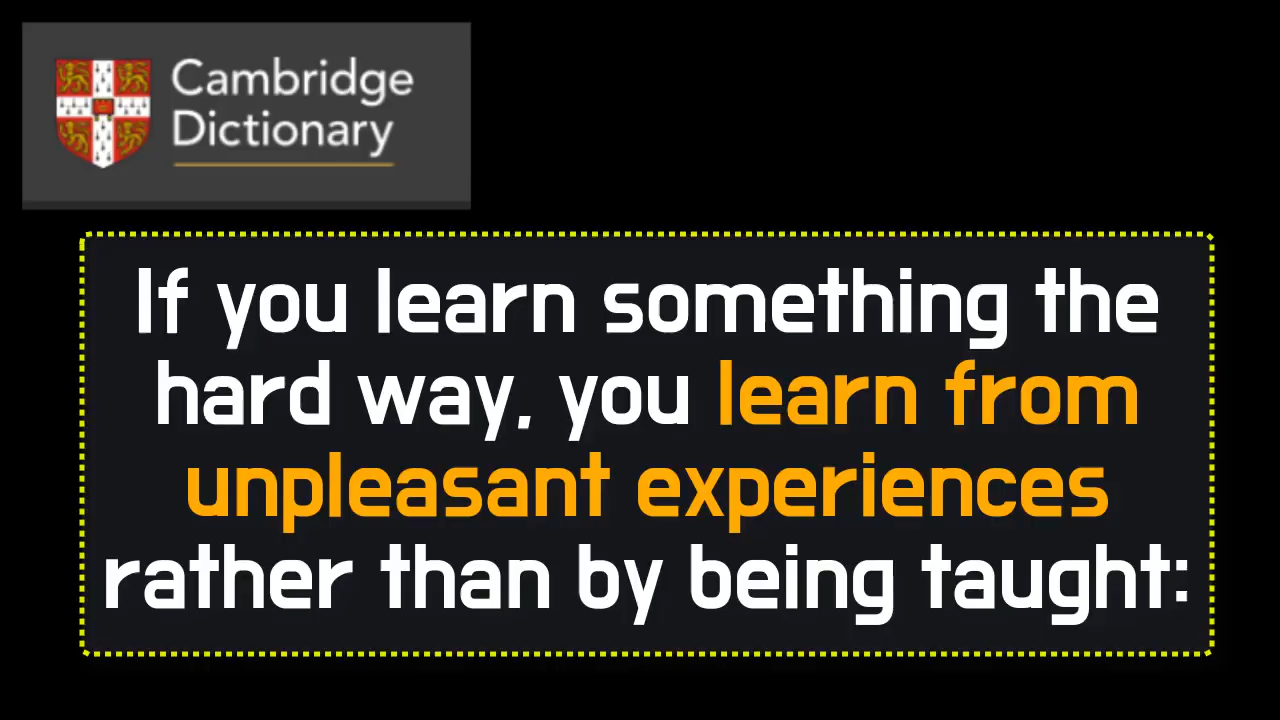 Cambridge
Dictionary
If you learn something the
hard way, you learn from
unpleasant experiences
rather than by being taught: